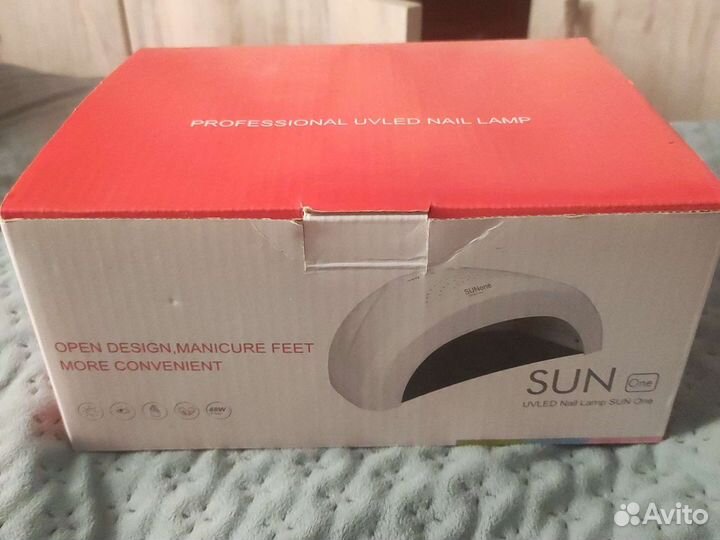 PROFESSIONAL UVLED NAIL LAMP
SUNone
OPEN DESIGN,MANICURE FEET
MORE CONVENIENT
48W
SUN One
UVLED Nail Lamp SUN One
Avito